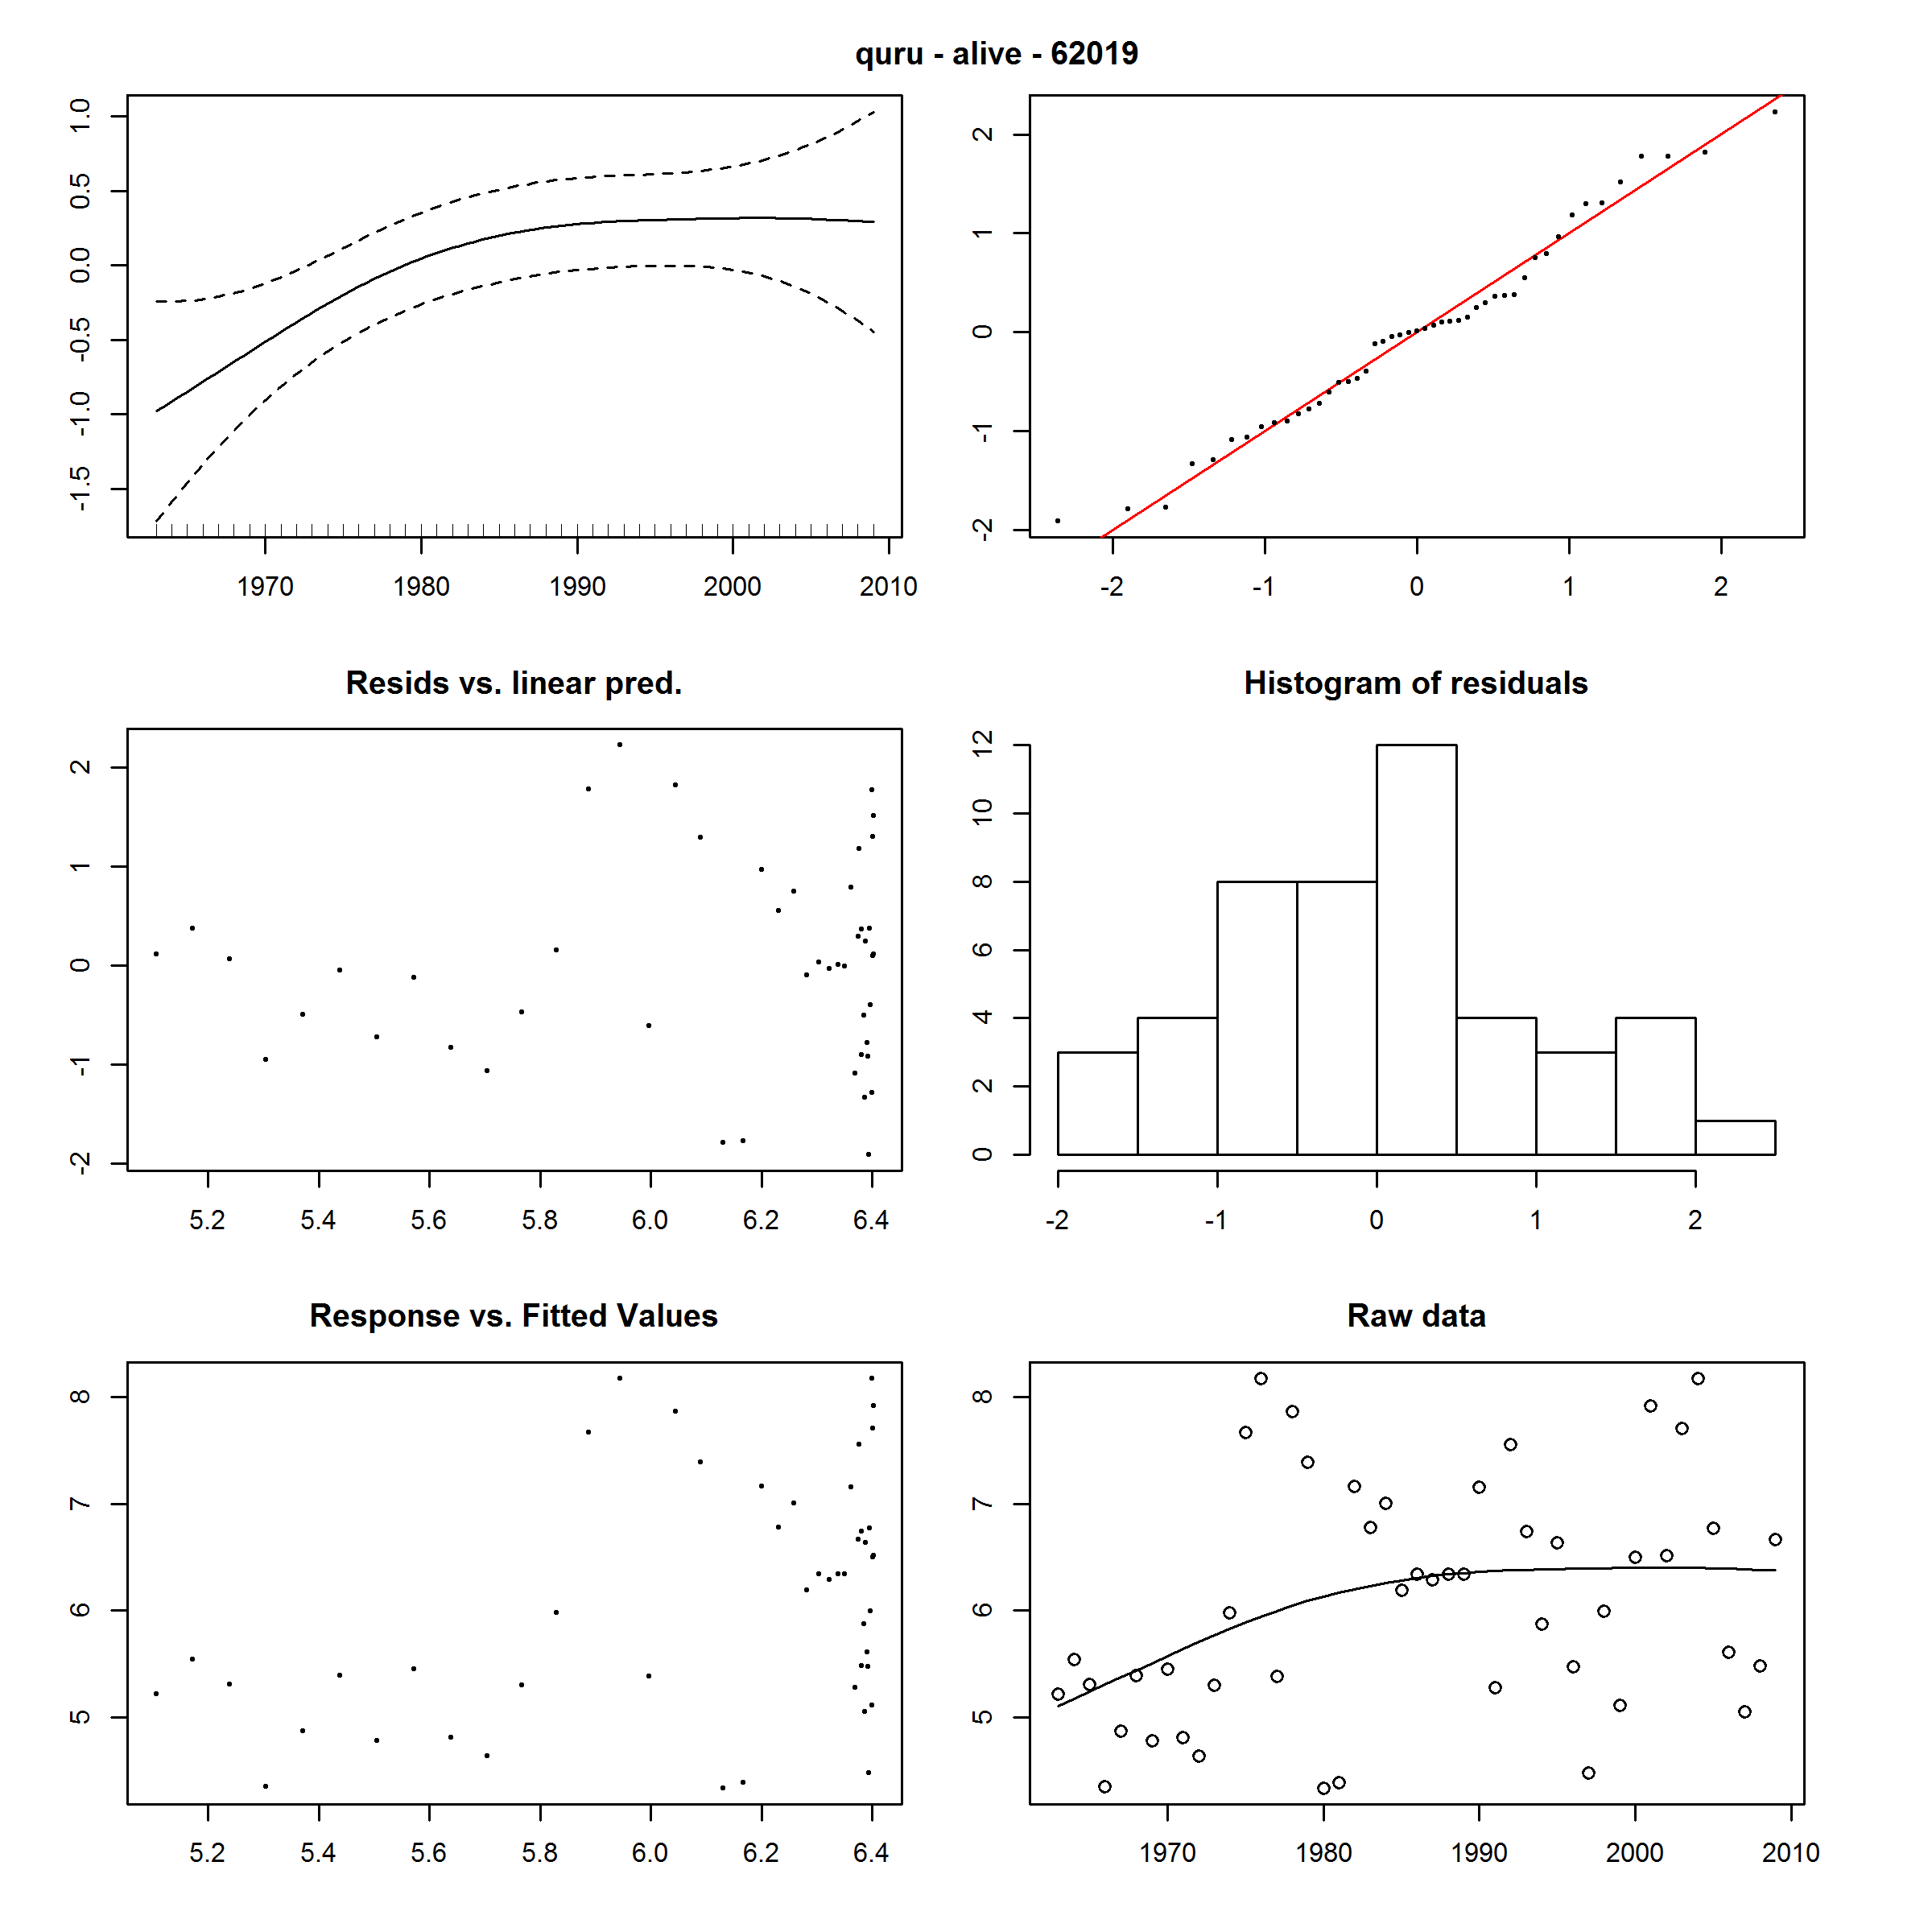 quru - alive - 62019
1.0
0.5
0.0
-0.5
-1.0
-1.5
1970 1980 1990 2000 2010
2
1
0
-1
-2
-2 -1 0 1 2
Resids vs. linear pred.
2
1
0
-1
-2
5.2 5.4 5.6 5.8 6.0 6.2 6.4
Histogram of residuals
12
10
8
6
4
2
0
-2 -1 0 1 2
Response vs. Fitted Values
8
7
6
5
5.2 5.4 5.6 5.8 6.0 6.2 6.4
Raw data
8
7
6
5
1970 1980 1990 2000 2010